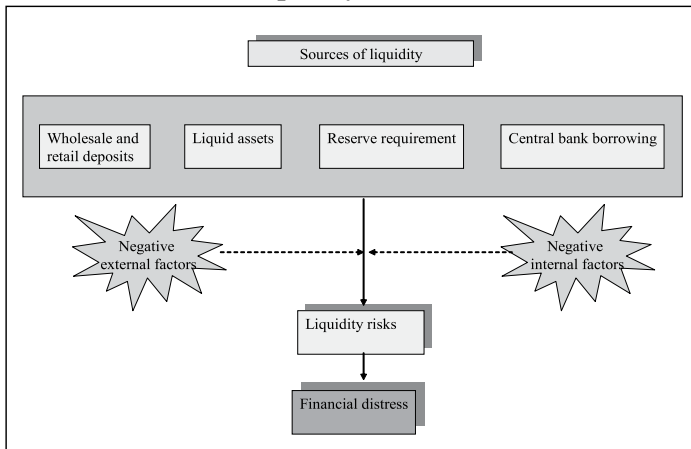 Sources of liquidity
Wholesale and
retail deposits
Liquid assets
Reserve requirement
Central bank borrowing
Negative
external factors
Negative
internal factors
Liquidity risks
Financial distress